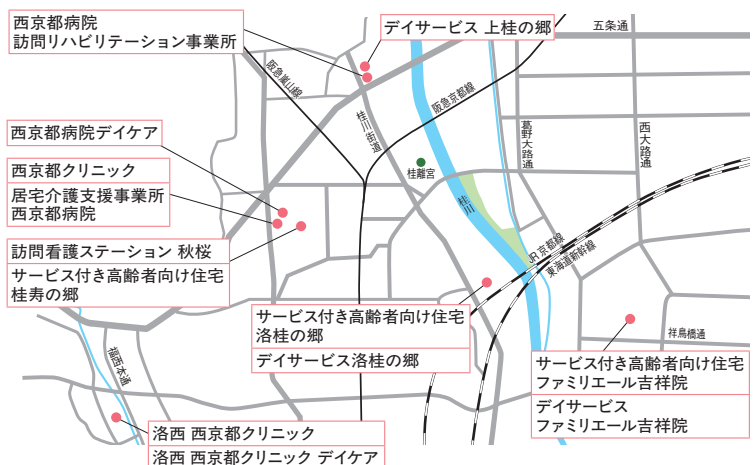 西京都病院
訪問リハビリテーション事業所
デイサービス 上桂の郷
五条通
阪急嵐山線
阪急京都線
桂川街道
葛野大路通
西大路通
西京都病院デイケア
桂離宮
西京都クリニック
居宅介護支援事業所
西京都病院
桂川
訪問看護ステーション 秋桜
サービス付き高齢者向け住宅
桂寿の郷
JR京都線
東海道新幹線
サービス付き高齢者向け住宅
洛桂の郷
デイサービス洛桂の郷
祥鳥橋通
福西本通
サービス付き高齢者向け住宅
ファミリエール吉祥院
デイサービス
ファミリエール吉祥院
洛西 西京都クリニック
洛西 西京都クリニック デイケア